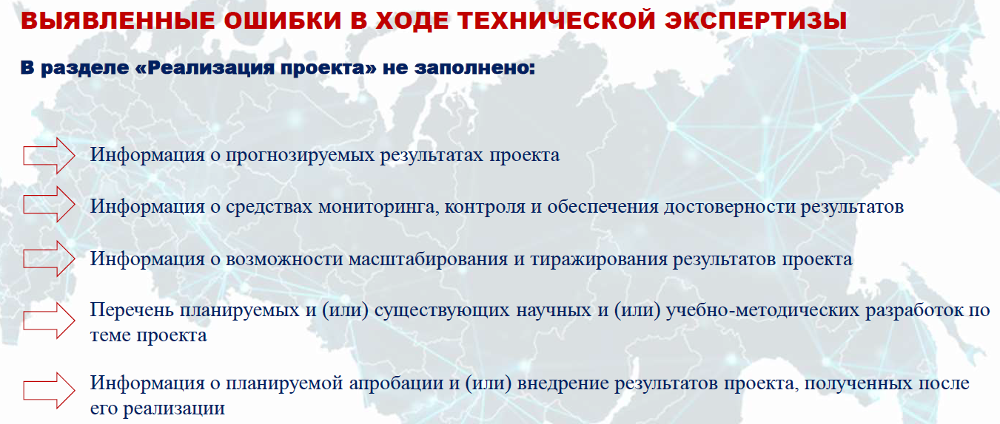 ВЫЯВЛЕННЫЕ ОШИБКИ В ХОДЕ ТЕХНИЧЕСКОЙ ЭКСПЕРТИЗЫ
В разделе «Реализация проекта» не заполнено:
Информация о прогнозируемых результатах проекта
Информация о средствах мониторинга, контроля и обеспечения достоверности результатов
Информация о возможности масштабирования и тиражирования результатов проекта
Перечень планируемых и (или) существующих научных и (или) учебно-методических разработок по
теме проекта
Информация о планируемой апробации и (или) внедрение результатов проекта, полученных после
его реализации